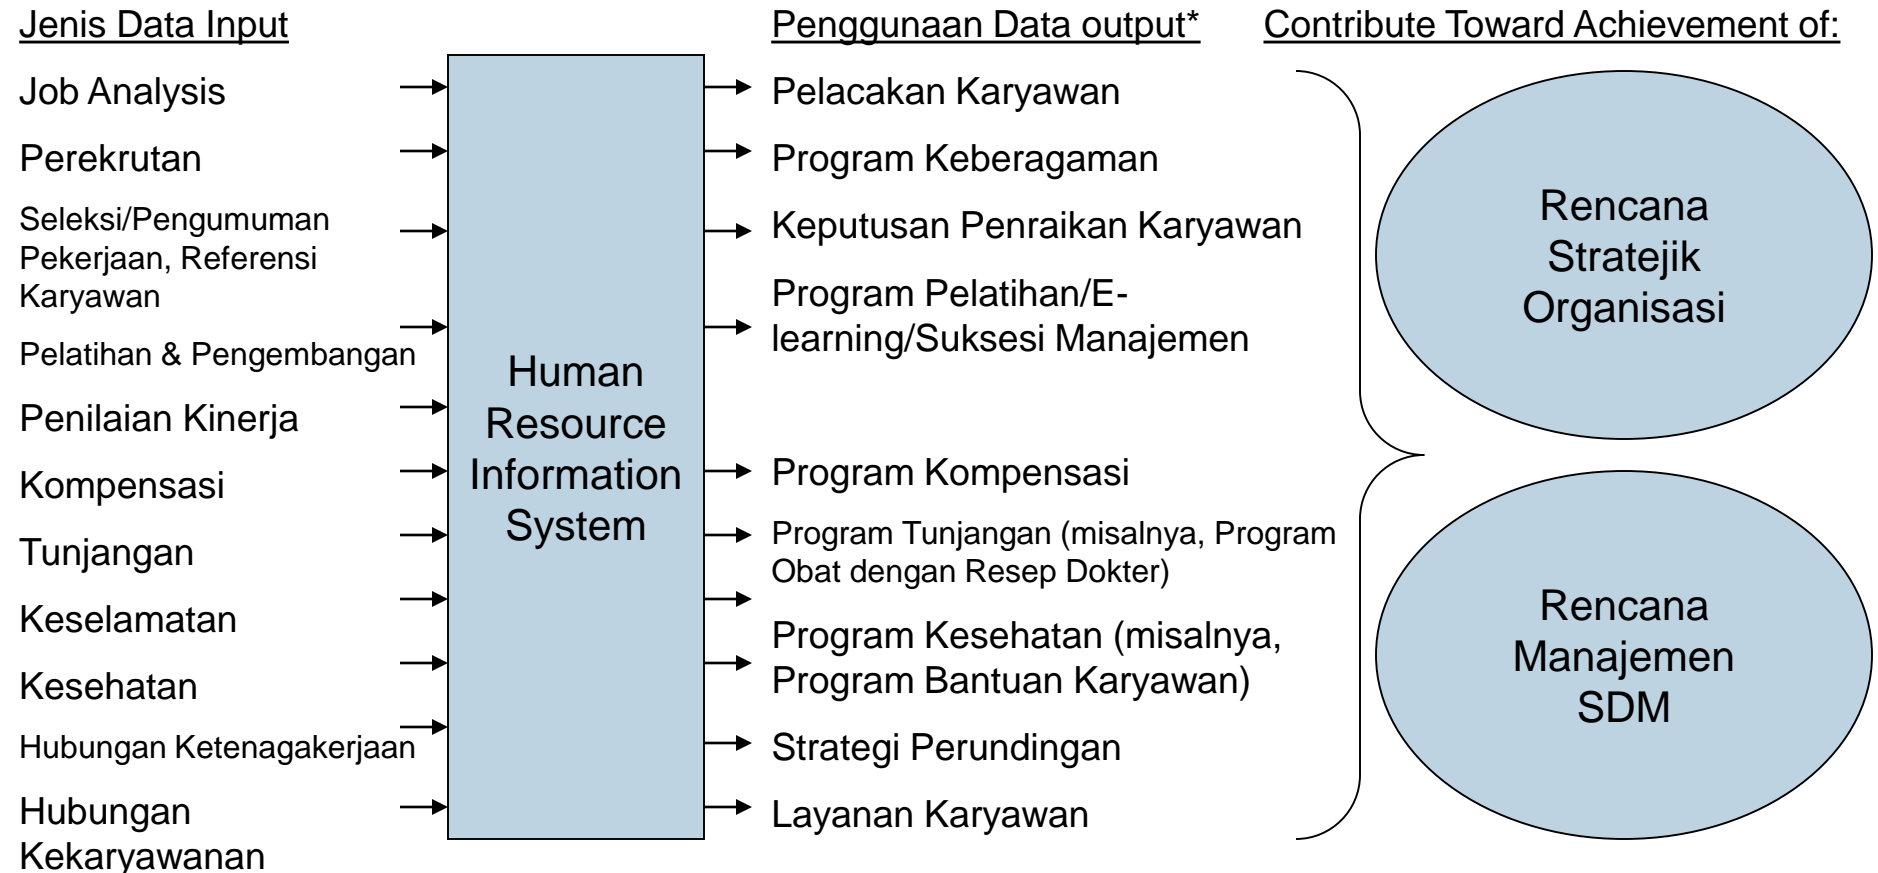 Jenis Data Input
Job Analysis
Perekrutan
Seleksi/Pengumuman
Pekerjaan, Referensi
Karyawan
Pelatihan & Pengembangan
Penilaian Kinerja
Kompensasi
Tunjangan
Keselamatan
Kesehatan
Hubungan Ketenagakerjaan
Hubungan
Kekaryawanan
Human
Resource
Information
System
Penggunaan Data output*
Pelacakan Karyawan
Program Keberagaman
Keputusan Penraikan Karyawan
Program Pelatihan/E-
learning/Suksesi Manajemen
Program Kompensasi
Program Tunjangan (misalnya, Program
Obat dengan Resep Dokter)
Program Kesehatan (misalnya,
Program Bantuan Karyawan)
Strategi Perundingan
Layanan Karyawan
Contribute Toward Achievement of:
Rencana
Stratejik
Organisasi
Rencana
Manajemen
SDM